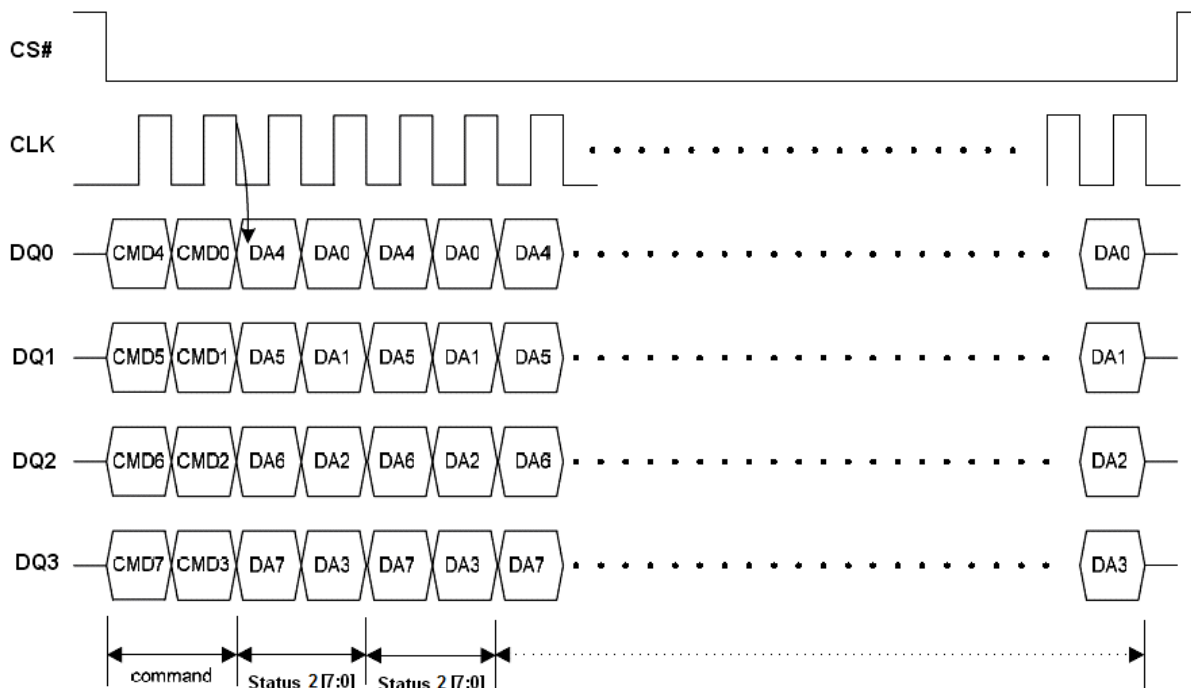 CS#
CLK
DQ0 CMD4 CMD0 DA4 DA0 DA4 DA0 DA4 DA0
DQ1 CMD5 CMD1 DA5 DA1 DA5 DA1 DA5 DA1
DQ2 CMD6 CMD2 DA6 DA2 DA6 DA2 DA6 DA2
DQ3 CMD7 CMD3 DA7 DA3 DA7 DA3 DA7 DA3
command Status 2 [7:0] Status 2 [7:0]